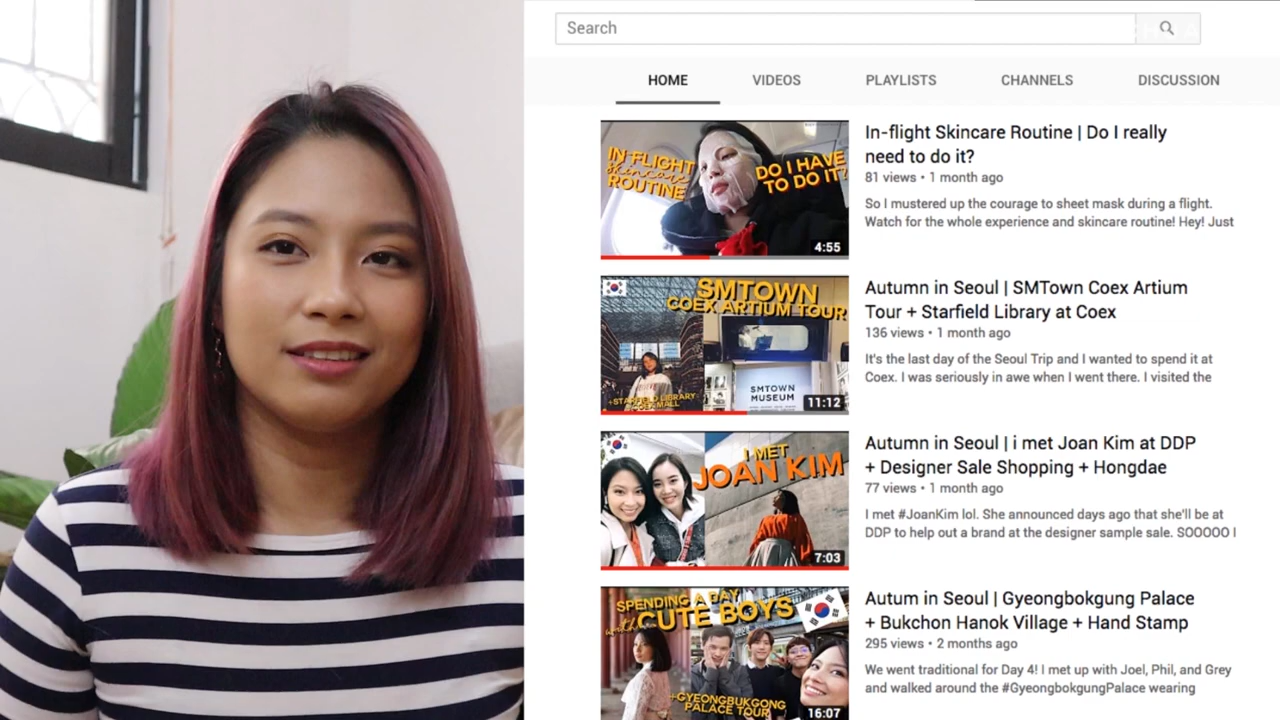 Search
HOME
VIDEOS
PLAYLISTS
CHANNELS
DISCUSSION
IN FLIGHT
skincare
ROUTINE
DO I HAVE
TO DO IT?
4:55
In-flight Skincare Routine | Do I really
need to do it?
81 views • 1 month ago
So I mustered up the courage to sheet mask during a flight.
Watch for the whole experience and skincare routine! Hey! Just
SMTOWN
COEX ARTIUM TOUR
SMTOWN
MUSEUM
+STARFIELD LIBRARY
11:12
Autumn in Seoul | SMTown Coex Artium
Tour + Starfield Library at Coex
136 views • 1 month ago
It's the last day of the Seoul Trip and I wanted to spend it at
Coex. I was seriously in awe when I went there. I visited the
I MET
JOAN KIM
7:03
Autumn in Seoul | i met Joan Kim at DDP
+ Designer Sale Shopping + Hongdae
77 views • 1 month ago
I met #JoanKim lol. She announced days ago that she'll be at
DDP to help out a brand at the designer sample sale. SOOOOO I
SPENDING A DAY
CUTE BOYS
+GYEONGBUKGONG
PALACE TOUR
16:07
Autum in Seoul | Gyeongbokgung Palace
+ Bukchon Hanok Village + Hand Stamp
295 views • 2 months ago
We went traditional for Day 4! I met up with Joel, Phil, and Grey
and walked around the #GyeongbokgungPalace wearing